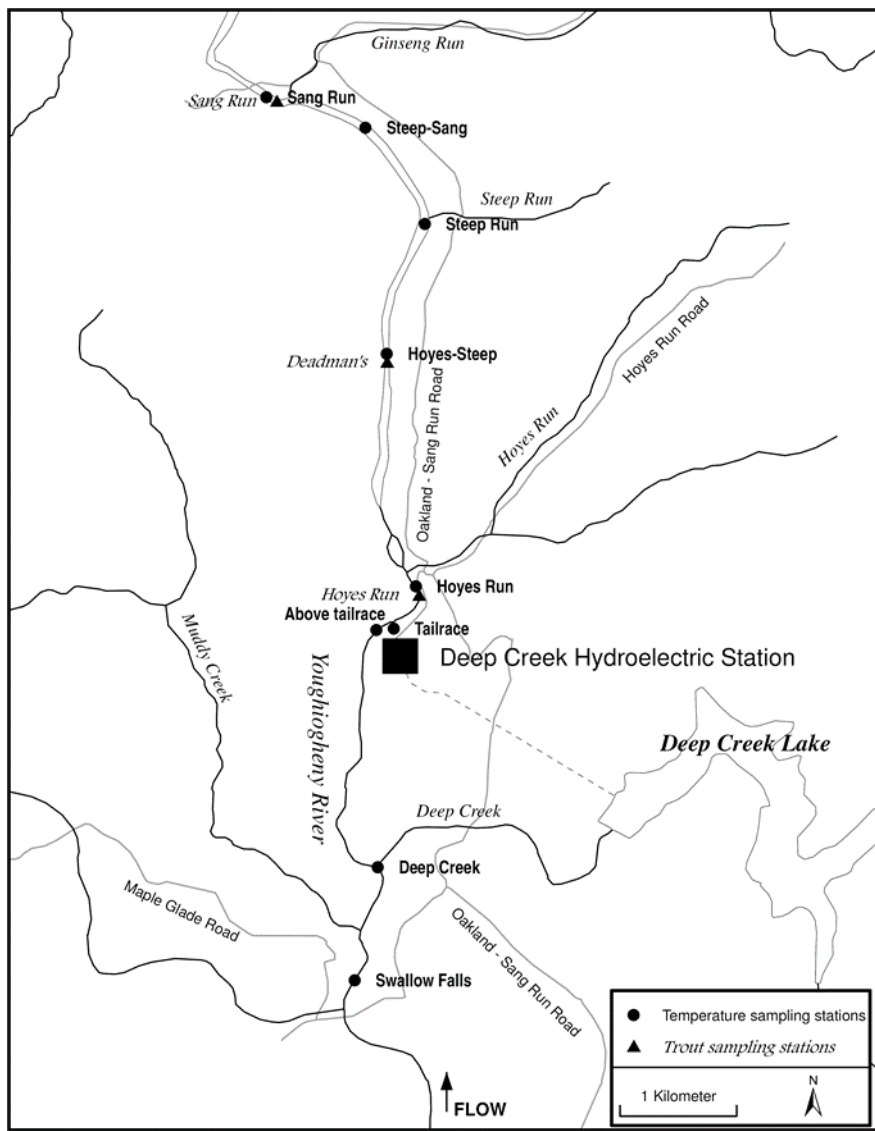 Ginseng Run
Sang Run
Sang Run
Steep-Sang
Steep Run
Steep Run
Hoyes Run Road
Deadman's
Hoyes-Steep
Oakland - Sang Run Road
Hoyes Run
Hoyes Run
Hoyes Run
Above tailrace
Tailrace
Muddy Creek
Youghiogheny River
Deep Creek Hydroelectric Station
Deep Creek Lake
Deep Creek
Deep Creek
Maple Glade Road
Oakland - Sang Run Road
Swallow Falls
FLOW
Temperature sampling stations
Trout sampling stations
1 Kilometer
N